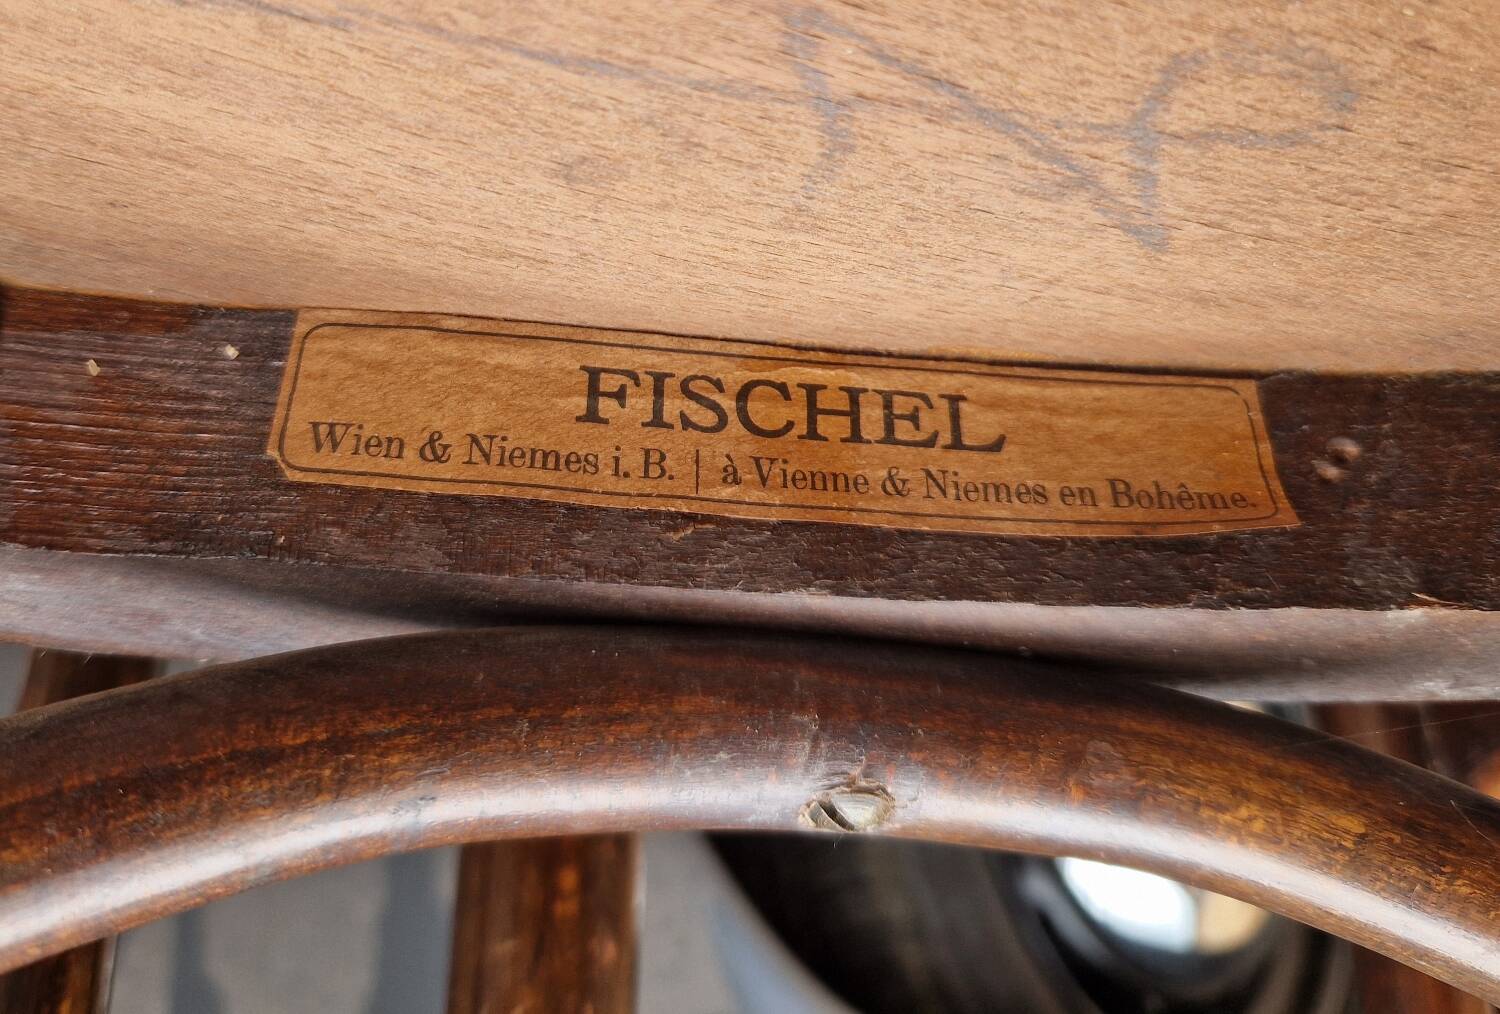 FISCHEL
Wien & Niemes i. B. | à Vienne & Niemes en Bohême.